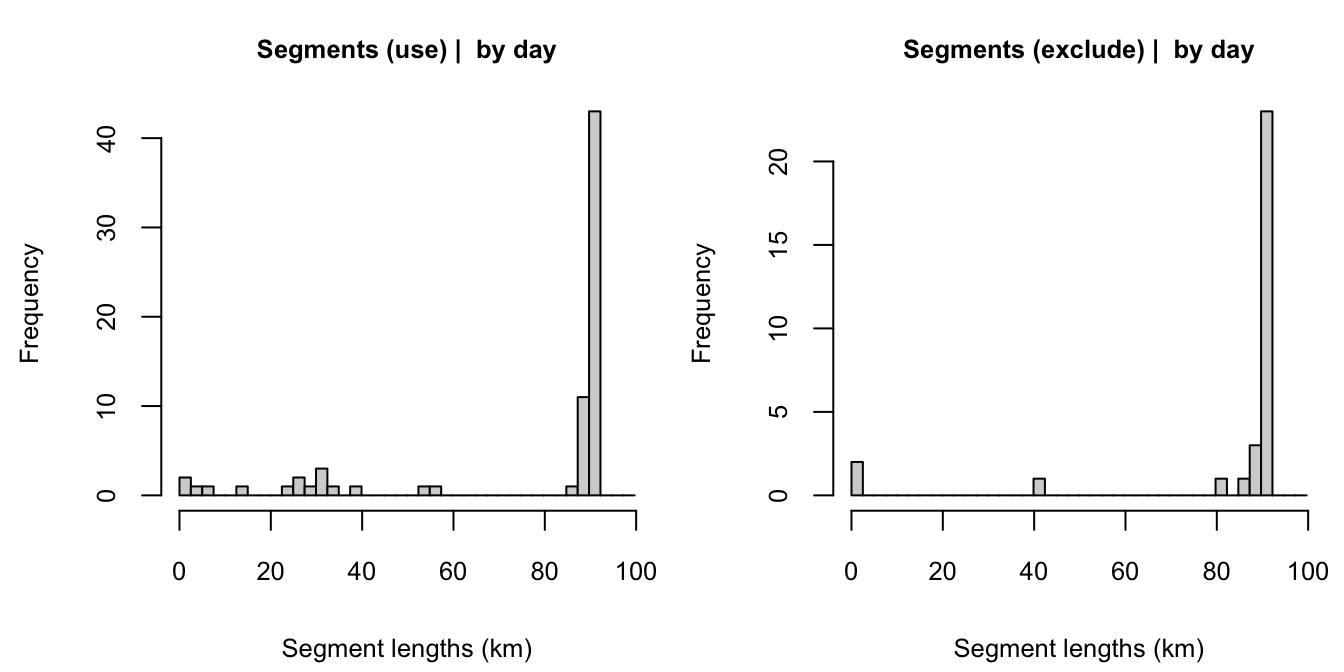 Segments (use) |  by day
Frequency
0
10
20
30
40
0 20 40 60 80 100
Segment lengths (km)
Segments (exclude) |  by day
Frequency
0
5
10
15
20
0 20 40 60 80 100
Segment lengths (km)